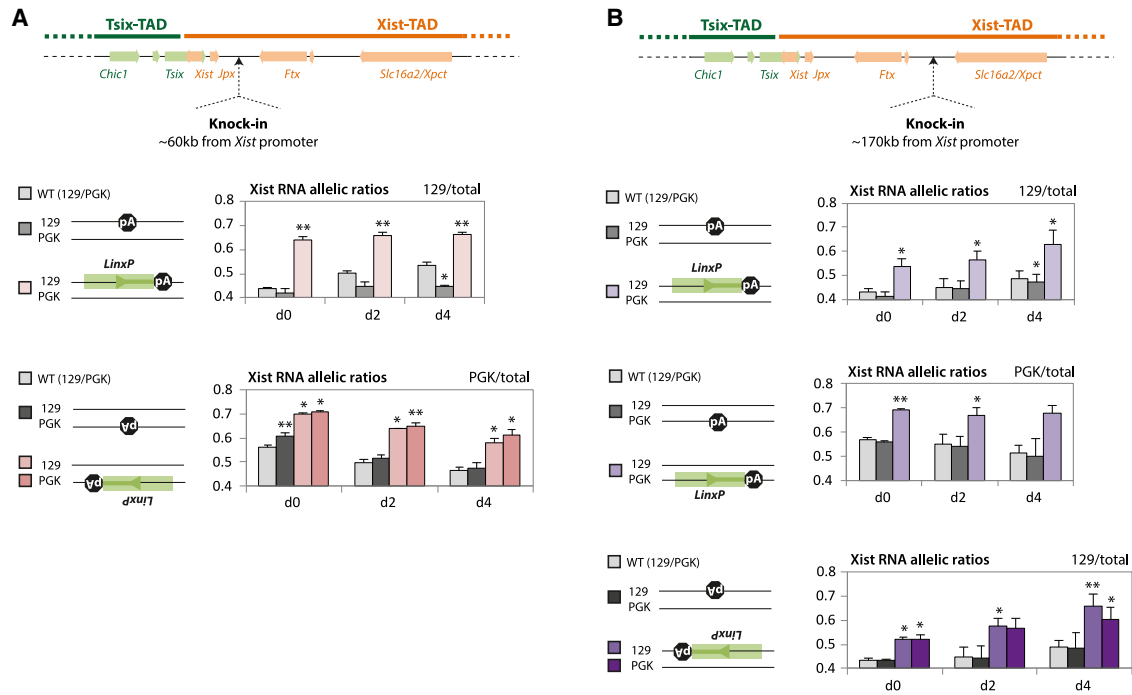 A
Tsix-TAD Xist-TAD
Chic1 Tsix Xist Jpx Ftx Slc16a2/Xpct
Knock-in
~60kb from Xist promoter
WT (129/PGK)
129
PGK
pA
LinxP
129
PGK
pA
Xist RNA allelic ratios 129/total
0.8
0.7
0.6
0.5
0.4
** ** * **
d0 d2 d4
WT (129/PGK)
129
PGK
pA
129
PGK
pA
LinxP
Xist RNA allelic ratios PGK/total
0.8
0.7
0.6
0.5
0.4
** * * * ** * *
d0 d2 d4
B
Tsix-TAD Xist-TAD
Chic1 Tsix Xist Jpx Ftx Slc16a2/Xpct
Knock-in
~170kb from Xist promoter
WT (129/PGK)
129
PGK
pA
LinxP
129
PGK
pA
Xist RNA allelic ratios 129/total
0.8
0.7
0.6
0.5
0.4
* * * *
d0 d2 d4
WT (129/PGK)
129
PGK
pA
129
PGK
pA
LinxP
Xist RNA allelic ratios PGK/total
0.8
0.7
0.6
0.5
0.4
** *
d0 d2 d4
WT (129/PGK)
129
PGK
pA
LinxP
129
PGK
pA
Xist RNA allelic ratios 129/total
0.8
0.7
0.6
0.5
0.4
* * * ** *
d0 d2 d4